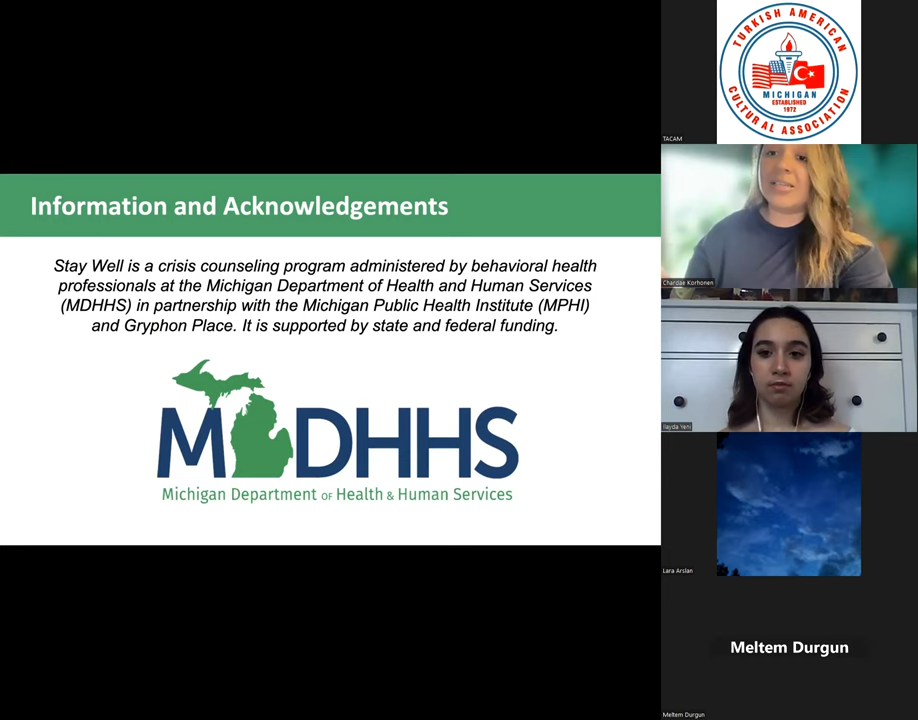 Information and Acknowledgements
Stay Well is a crisis counseling program administered by behavioral health
professionals at the Michigan Department of Health and Human Services
(MDHHS) in partnership with the Michigan Public Health Institute (MPHI)
and Gryphon Place. It is supported by state and federal funding.
MDHHS
Michigan Department OF Health & Human Services
TURKISH AMERICAN
MICHIGAN
ESTABLISHED
1972
CULTURAL ASSOCIATION
TACAM
Chardae Korhonen
Ilayda Yeni
Lara Arslan
Meltem Durgun
Meltem Durgun